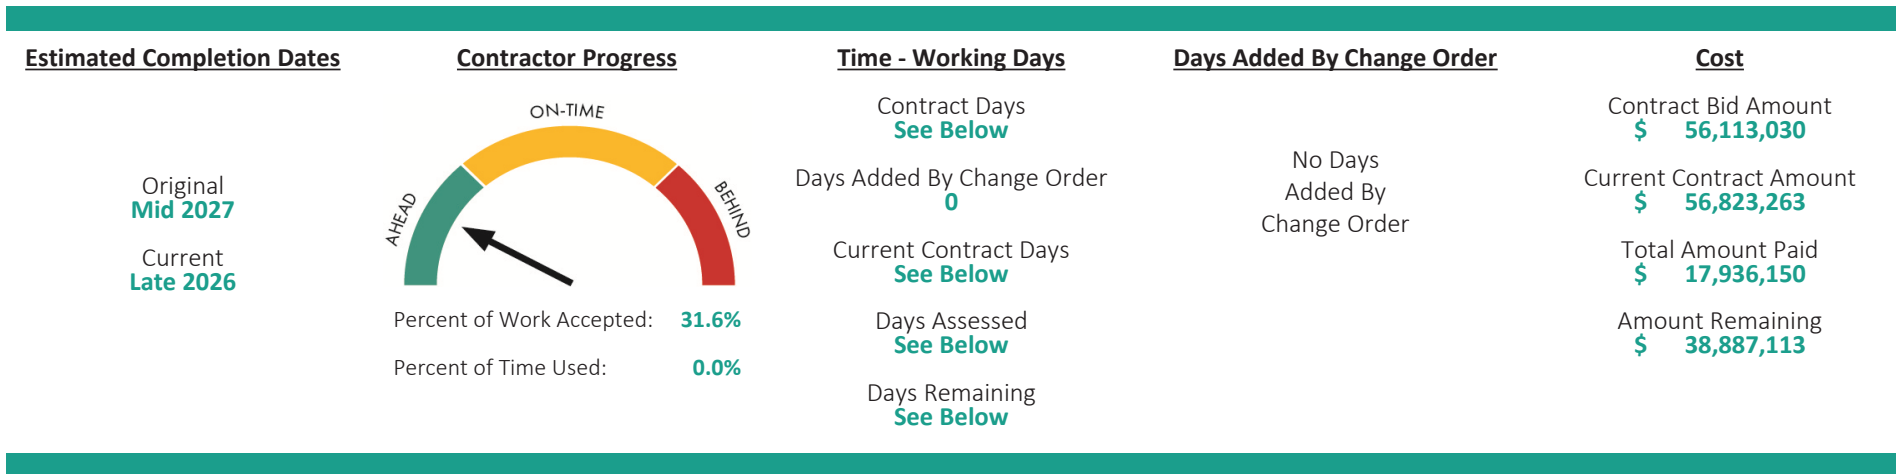 Estimated Completion Dates
Original
Mid 2027
Current
Late 2026
Contractor Progress
ON-TIME
AHEAD
BEHIND
Percent of Work Accepted: 31.6%
Percent of Time Used: 0.0%
Time - Working Days
Contract Days
See Below
Days Added By Change Order
0
Current Contract Days
See Below
Days Assessed
See Below
Days Remaining
See Below
Days Added By Change Order
No Days
Added By
Change Order
Cost
Contract Bid Amount
$ 56,113,030
Current Contract Amount
$ 56,823,263
Total Amount Paid
$ 17,936,150
Amount Remaining
$ 38,887,113